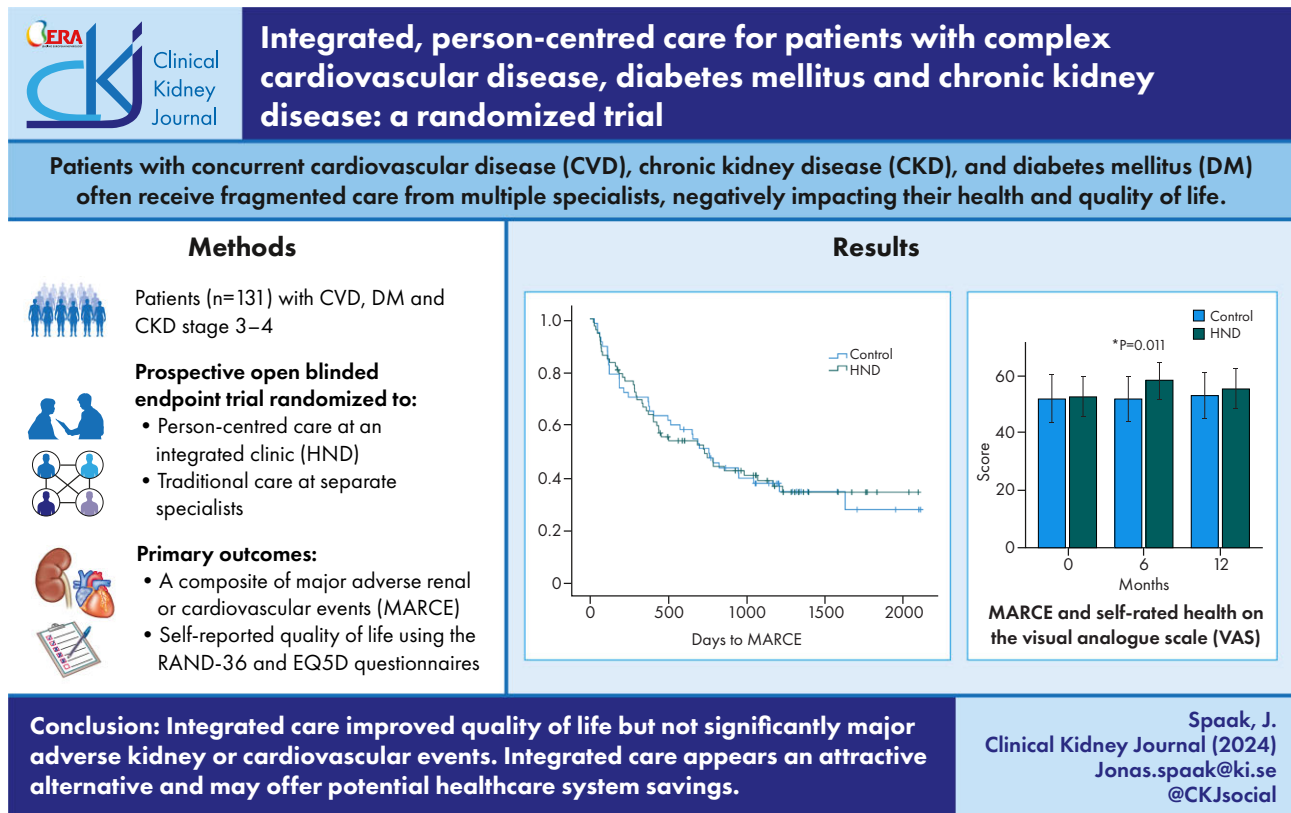 ERA
ckj
Clinical
Kidney
Journal
Integrated, person-centred care for patients with complex
cardiovascular disease, diabetes mellitus and chronic kidney
disease: a randomized trial
Patients with concurrent cardiovascular disease (CVD), chronic kidney disease (CKD), and diabetes mellitus (DM)
often receive fragmented care from multiple specialists, negatively impacting their health and quality of life.
Methods
Patients (n=131) with CVD, DM and
CKD stage 3–4
Prospective open blinded
endpoint trial randomized to:
• Person-centred care at an
integrated clinic (HND)
• Traditional care at separate
specialists
Primary outcomes:
• A composite of major adverse renal
or cardiovascular events (MARCE)
• Self-reported quality of life using the
RAND-36 and EQ5D questionnaires
Results
1.0
0.8
0.6
0.4
0.2
0
Control
HND
0 500 1000 1500 2000
Days to MARCE
Control
HND
*P=0.011
60
40
20
0
Score
0 6 12
Months
MARCE and self-rated health on
the visual analogue scale (VAS)
Conclusion: Integrated care improved quality of life but not significantly major
adverse kidney or cardiovascular events. Integrated care appears an attractive
alternative and may offer potential healthcare system savings.
Spaak, J.
Clinical Kidney Journal (2024)
Jonas.spaak@ki.se
@CKJsocial